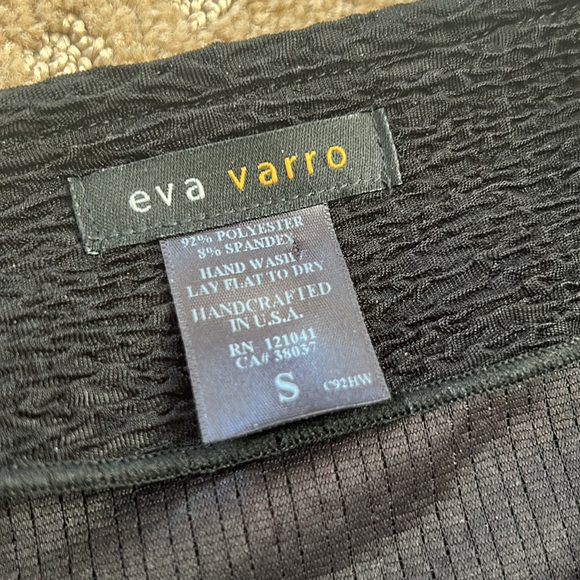 eva varro
92% POLYESTER
8% SPANDEX
HAND WASH
LAY FLAT TO DRY
HANDCRAFTED
IN U.S.A.
RN 121041
CA# 38037
S C92HW